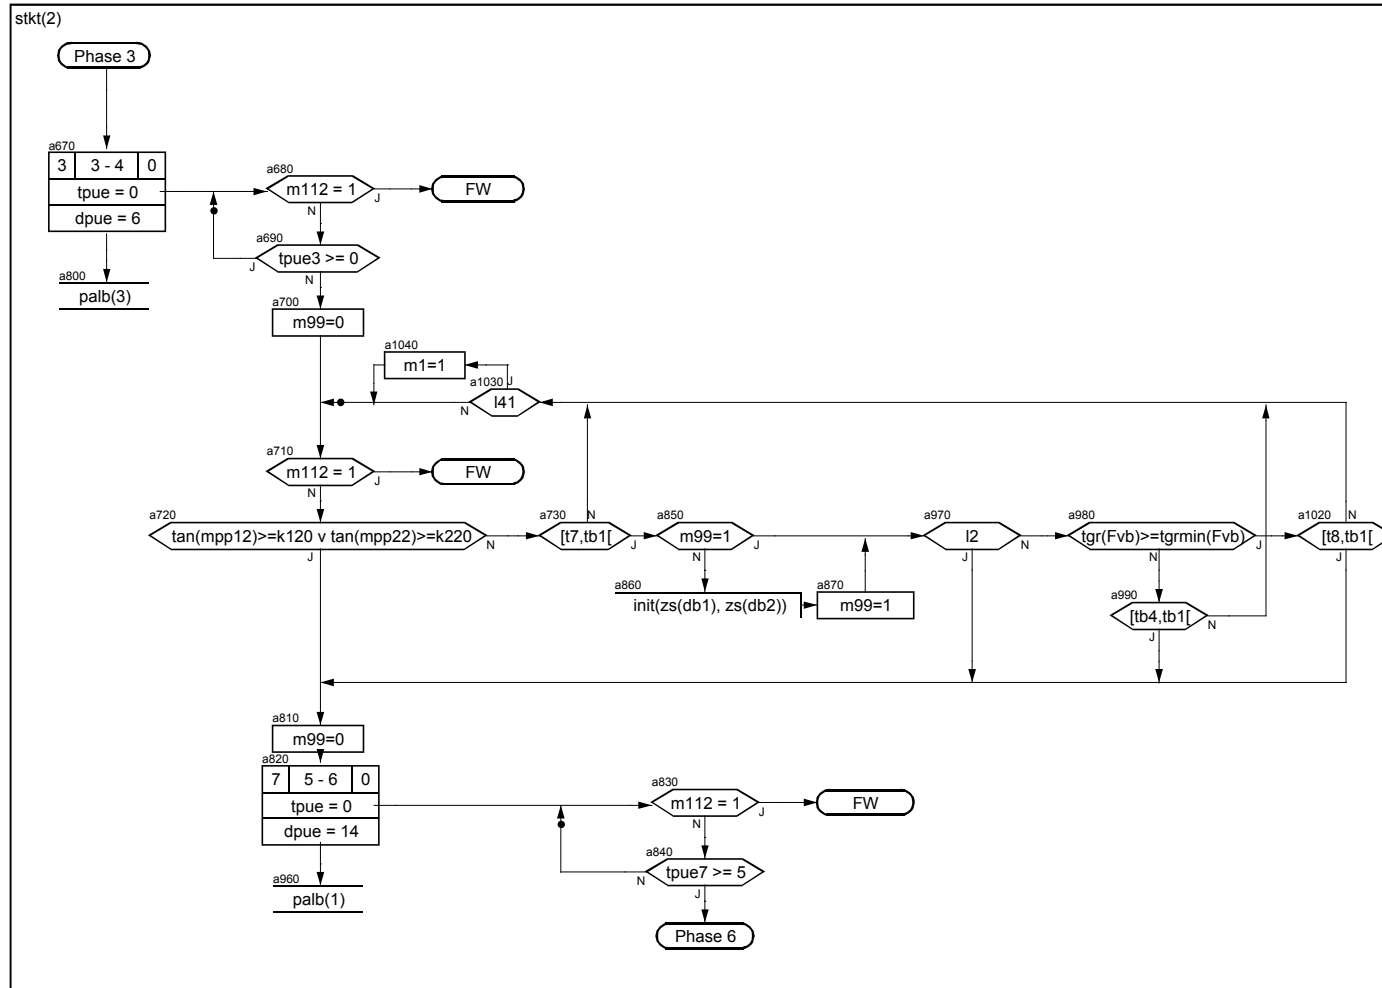 stkt(2)
Phase 3
a670
3 3 - 4 0
tpue = 0
dpue = 6
a680
m112 = 1
J
N
FW
a690
tpue3 >= 0
J
N
a800
palb(3)
a700
m99=0
a1040
m1=1
a1030
J
l41
N
a710
m112 = 1
J
N
FW
a720
tan(mpp12)>=k120 v tan(mpp22)>=k220
N
J
a730
N
[t7,tb1[
J
a850
m99=1
J
N
a860
init(zs(db1), zs(db2))
a870
m99=1
a970
l2
N
J
a980
tgr(Fvb)>=tgrmin(Fvb)
J
N
a990
[tb4,tb1[
N
J
a1020
N
[t8,tb1[
J
a810
m99=0
a820
7 5 - 6 0
tpue = 0
dpue = 14
a830
m112 = 1
J
N
FW
a840
tpue7 >= 5
N
J
a960
palb(1)
Phase 6